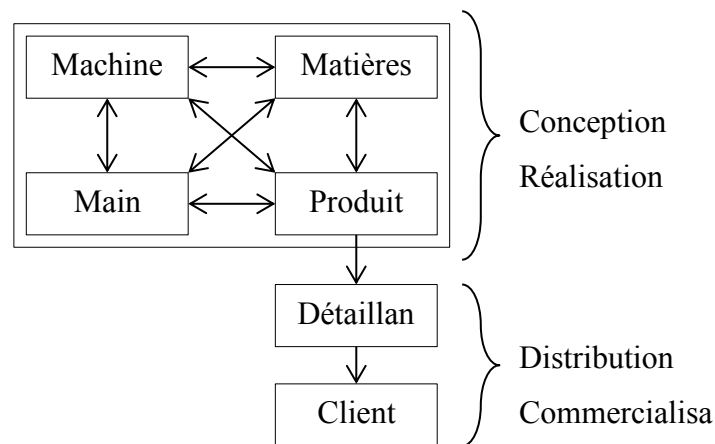 Machine
Matières
Conception
Réalisation
Main
Produit
Détaillan
Distribution
Client
Commercialisa